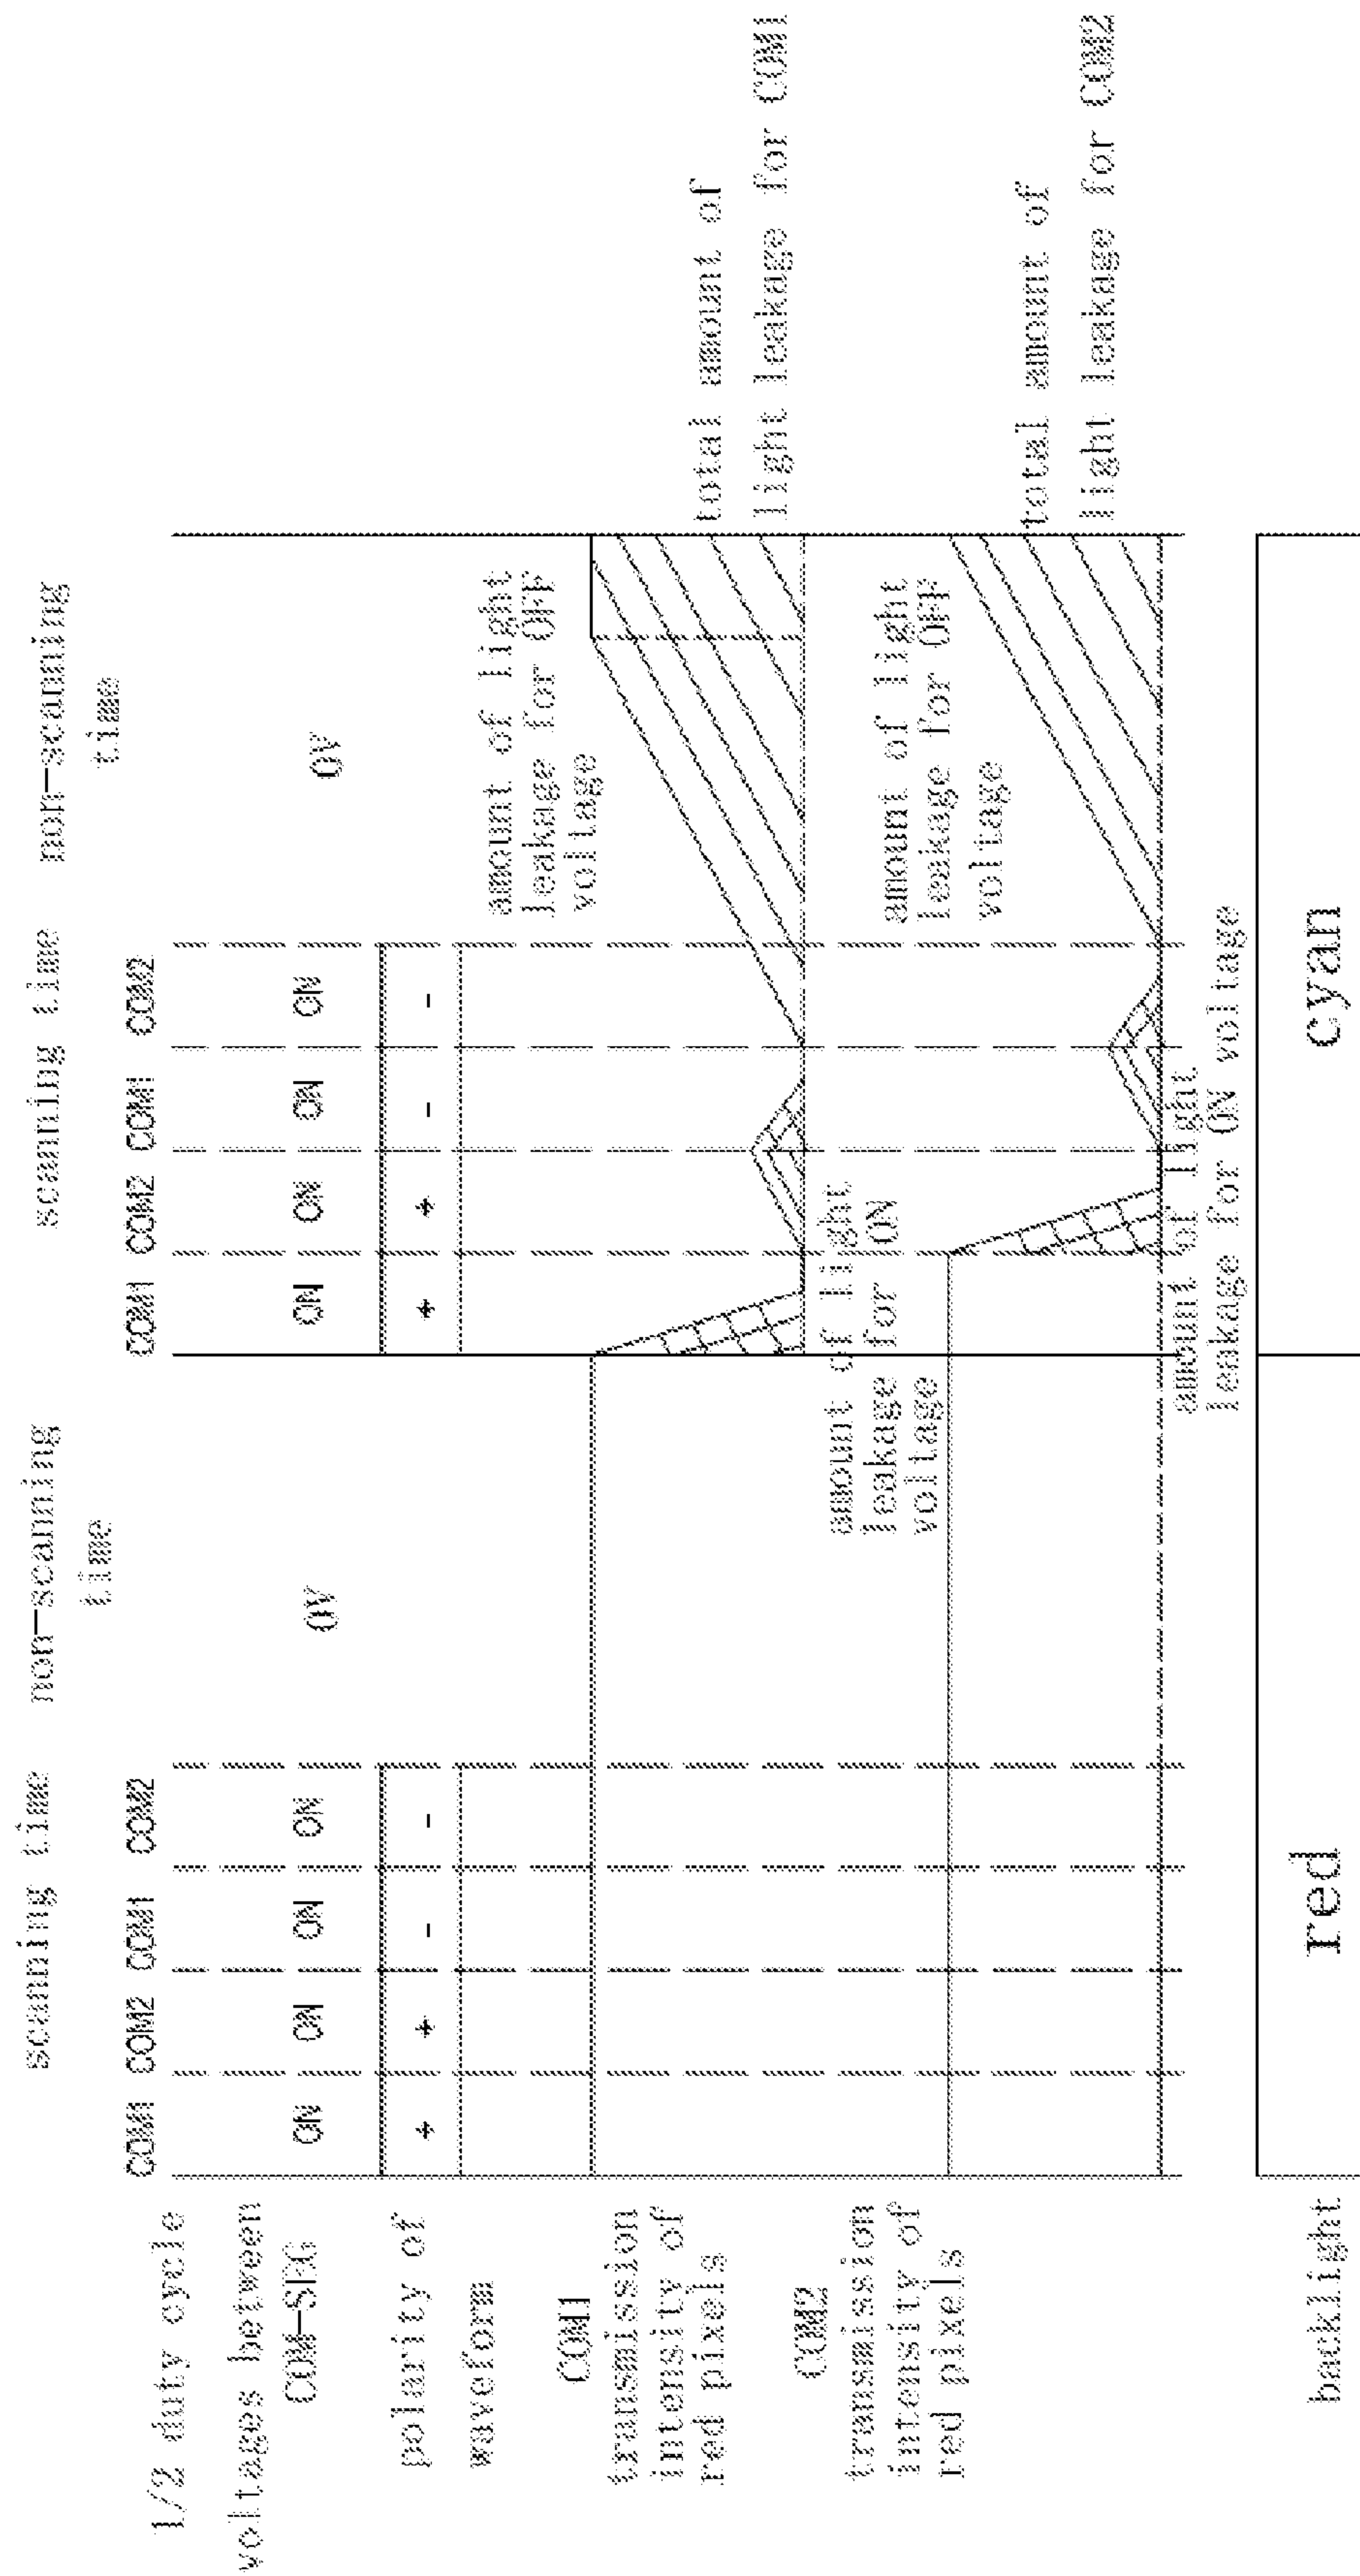 scanning time non-scanning scanning time non-scanning
time time
1/2 duty cycle COM1 COM2 COM1 COM2 COM1 COM2 COM1 COM2
voltages between
COM-SEG ON ON ON ON 0V ON ON ON ON 0V
polarity of + + - - + + - -
waveform
amount of light
leakage for OFF
voltage
COM1
transmission
intensity of
red pixels
total amount of
light leakage for COM1
amount of light
leakage for ON
voltage
amount of light
leakage for OFF
voltage
COM2
transmission
intensity of
red pixels
total amount of
light leakage for COM2
amount of light
leakage for ON voltage
backlight red cyan